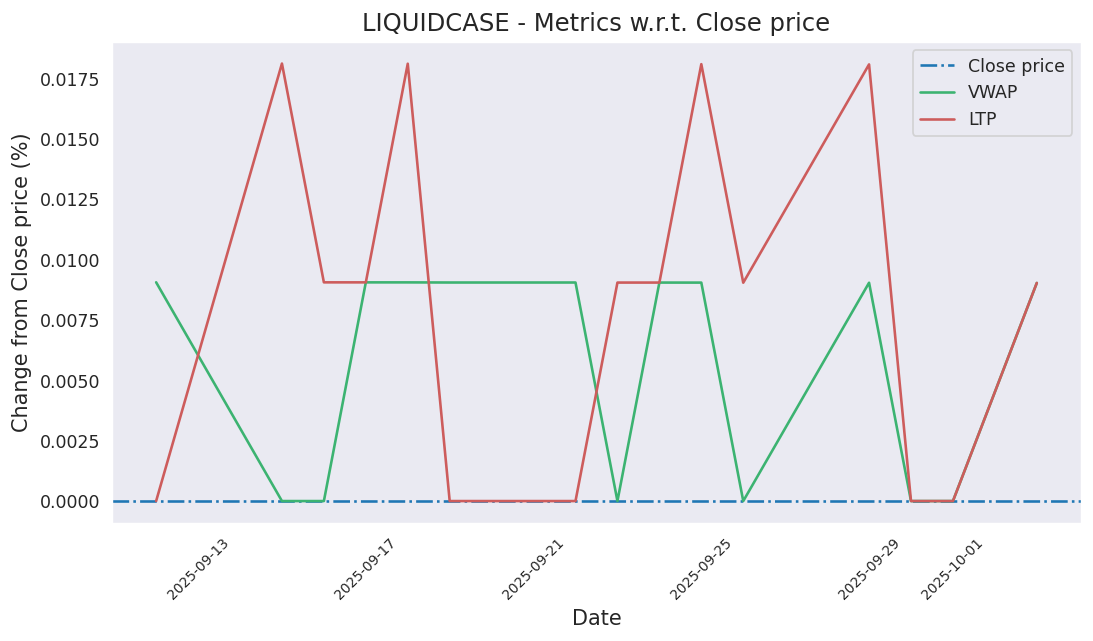 LIQUIDCASE - Metrics w.r.t. Close price
Close price
VWAP
LTP
Change from Close price (%)
0.0175
0.0150
0.0125
0.0100
0.0075
0.0050
0.0025
0.0000
2025-09-13
2025-09-17
2025-09-21
2025-09-25
2025-09-29
2025-10-01
Date